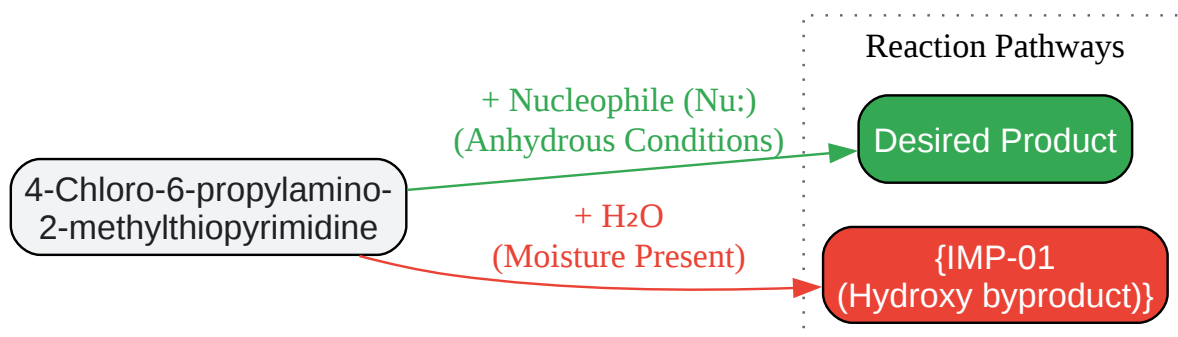 Reaction Pathways
+ Nucleophile (Nu:)
(Anhydrous Conditions)
Desired Product
4-Chloro-6-propylamino-
2-methylthiopyrimidine
+ H₂O
(Moisture Present)
{IMP-01
(Hydroxy byproduct)}